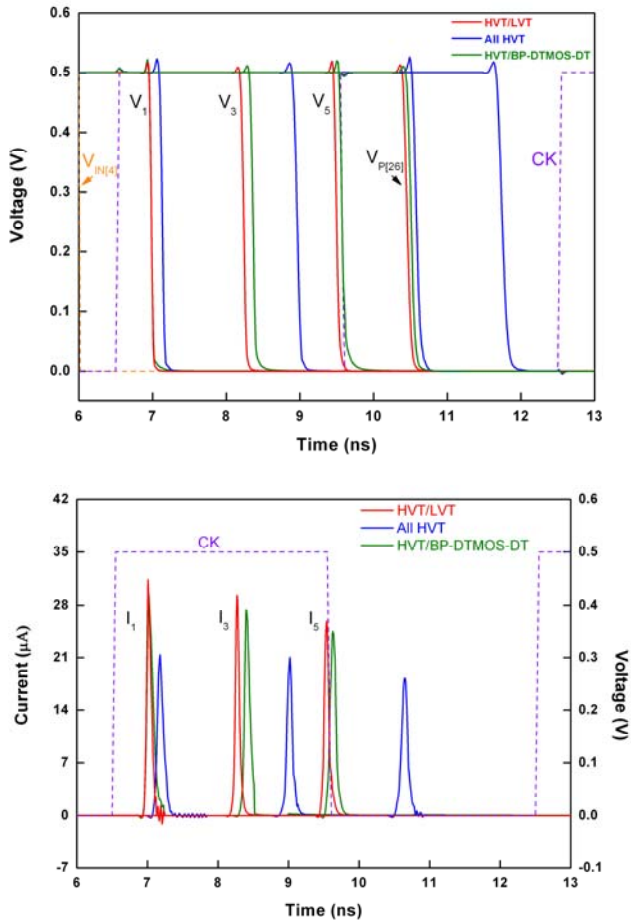 0.6
0.5
0.4
0.3
0.2
0.1
0.0
Voltage (V)
HVT/LVT
All HVT
HVT/BP-DTMOS-DT
V1
V3
V5
VIN[4]
VP[26]
CK
6 7 8 9 10 11 12 13
Time (ns)
42
35
28
21
14
7
0
-7
Current (μA)
HVT/LVT
All HVT
HVT/BP-DTMOS-DT
CK
I1
I3
I5
0.6
0.5
0.4
0.3
0.2
0.1
0.0
-0.1
Voltage (V)
6 7 8 9 10 11 12 13
Time (ns)